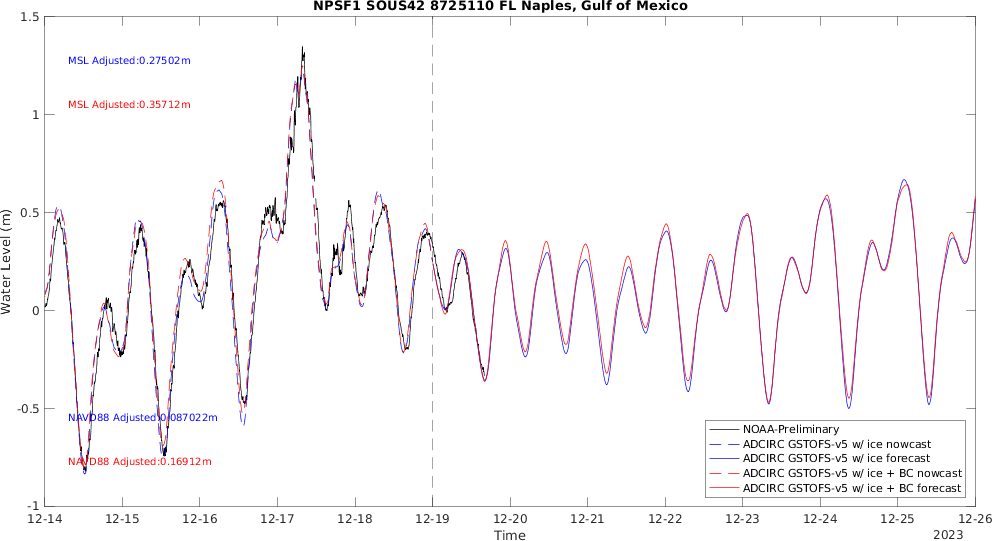 NPSF1 SOUS42 8725110 FL Naples, Gulf of Mexico
1.5
1
0.5
0
-0.5
-1
Water Level (m)
MSL Adjusted:0.27502m
MSL Adjusted:0.35712m
NAVD88 Adjusted:0.087022m
NAVD88 Adjusted:0.16912m
NOAA-Preliminary
ADCIRC GSTOFS-v5 w/ ice nowcast
ADCIRC GSTOFS-v5 w/ ice forecast
ADCIRC GSTOFS-v5 w/ ice + BC nowcast
ADCIRC GSTOFS-v5 w/ ice + BC forecast
12-14 12-15 12-16 12-17 12-18 12-19 12-20 12-21 12-22 12-23 12-24 12-25 12-26
Time
2023